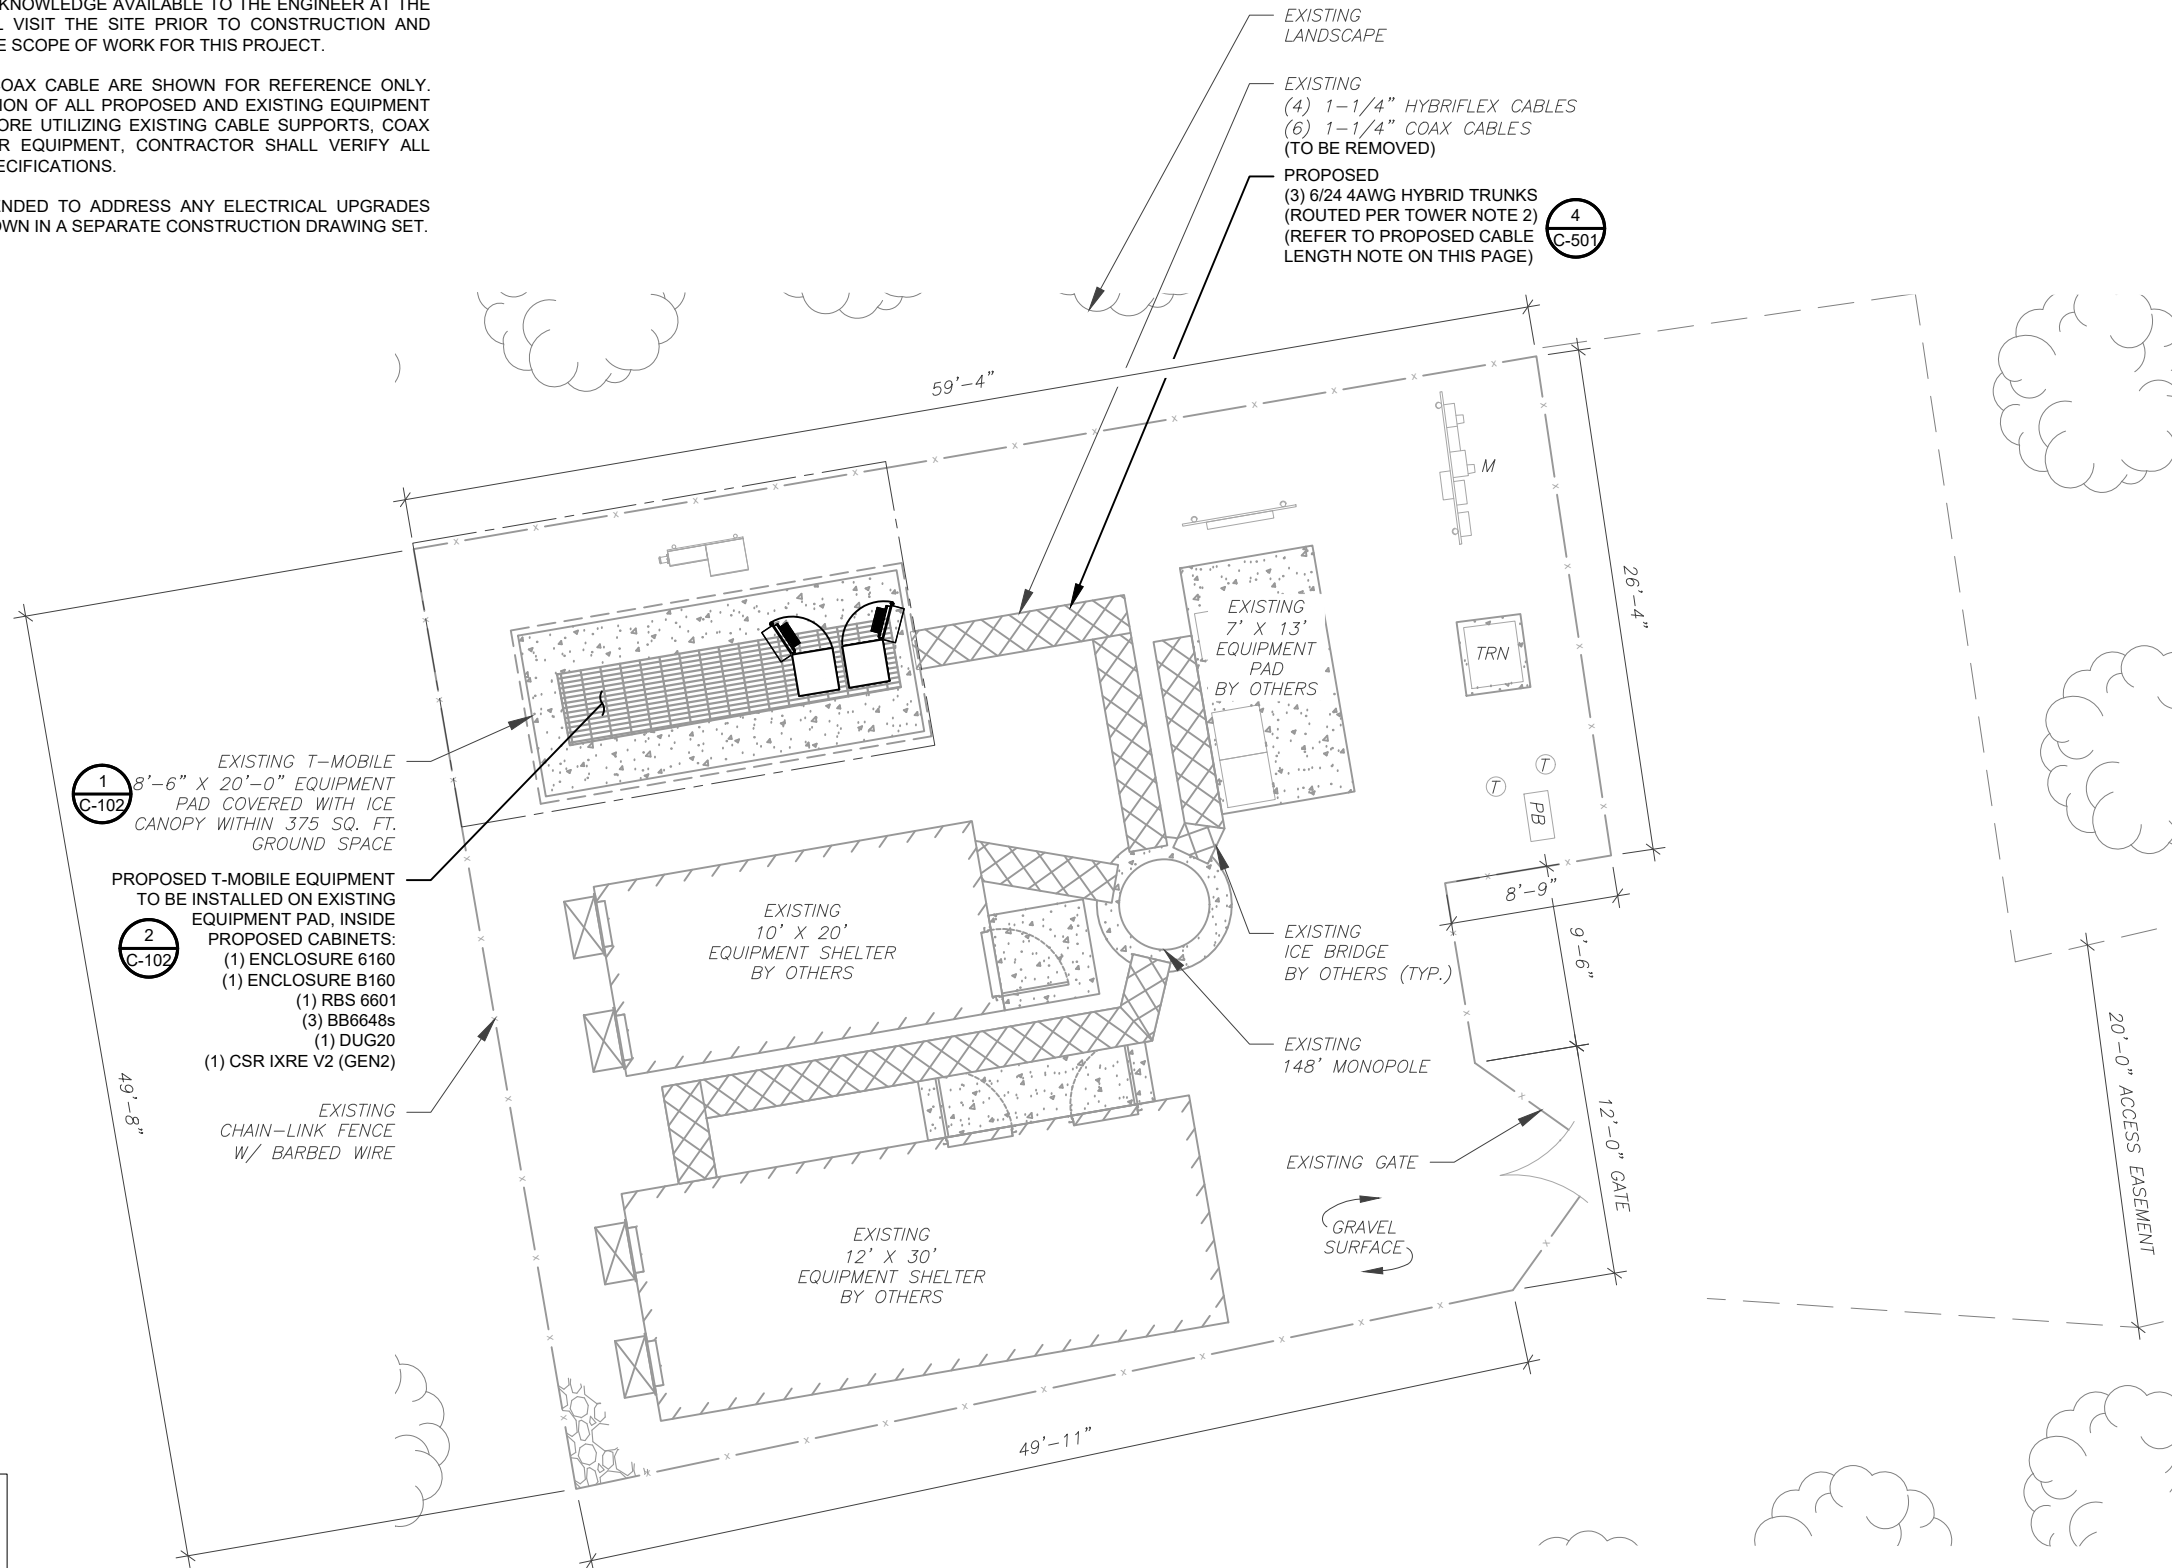 KNOWLEDGE AVAILABLE TO THE ENGINEER AT THE
VISIT THE SITE PRIOR TO CONSTRUCTION AND
SCOPE OF WORK FOR THIS PROJECT.
COAX CABLE ARE SHOWN FOR REFERENCE ONLY.
OF ALL PROPOSED AND EXISTING EQUIPMENT
UTILIZING EXISTING CABLE SUPPORTS, COAX
EQUIPMENT, CONTRACTOR SHALL VERIFY ALL
TO ADDRESS ANY ELECTRICAL UPGRADES
IN A SEPARATE CONSTRUCTION DRAWING SET.
EXISTING
LANDSCAPE
EXISTING
(4) 1-1/4" HYBRIFLEX CABLES
(6) 1-1/4" COAX CABLES
(TO BE REMOVED)
PROPOSED
(3) 6/24 4AWG HYBRID TRUNKS
(ROUTED PER TOWER NOTE 2)
(REFER TO PROPOSED CABLE
LENGTH NOTE ON THIS PAGE)
4
C-501
59'-4"
M
26'-4"
EXISTING
7' X 13'
EQUIPMENT
PAD
BY OTHERS
TRN
T
T
PB
EXISTING T-MOBILE
8'-6" X 20'-0" EQUIPMENT
PAD COVERED WITH ICE
CANOPY WITHIN 375 SQ. FT.
GROUND SPACE
1
C-102
PROPOSED T-MOBILE EQUIPMENT
TO BE INSTALLED ON EXISTING
EQUIPMENT PAD, INSIDE
PROPOSED CABINETS:
(1) ENCLOSURE 6160
(1) ENCLOSURE B160
(1) RBS 6601
(3) BB6648s
(1) DUG20
(1) CSR IXRE V2 (GEN2)
2
C-102
EXISTING
CHAIN-LINK FENCE
W/ BARBED WIRE
49'-8"
EXISTING
10' X 20'
EQUIPMENT SHELTER
BY OTHERS
8'-9"
9'-6"
EXISTING
ICE BRIDGE
BY OTHERS (TYP.)
EXISTING
148' MONOPOLE
12'-0" GATE
20'-0" ACCESS EASEMENT
EXISTING GATE
GRAVEL
SURFACE
EXISTING
12' X 30'
EQUIPMENT SHELTER
BY OTHERS
49'-11"